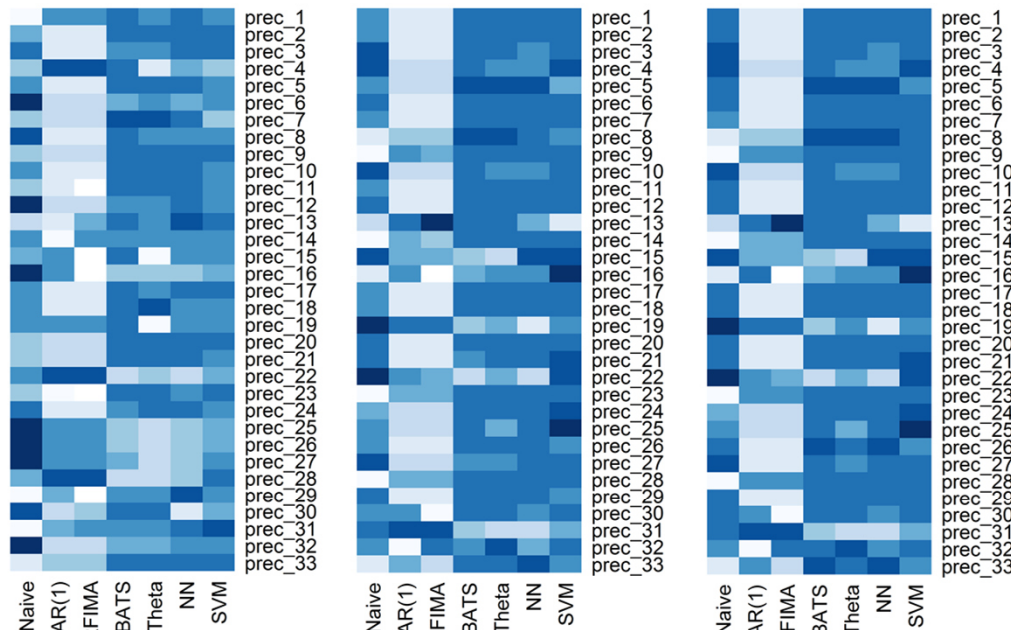 prec_1
prec_2
prec_3
prec_4
prec_5
prec_6
prec_7
prec_8
prec_9
prec_10
prec_11
prec_12
prec_13
prec_14
prec_15
prec_16
prec_17
prec_18
prec_19
prec_20
prec_21
prec_22
prec_23
prec_24
prec_25
prec_26
prec_27
prec_28
prec_29
prec_30
prec_31
prec_32
prec_33
Naive
AR(1)
FIMA
BATS
Theta
NN
SVM
prec_1
prec_2
prec_3
prec_4
prec_5
prec_6
prec_7
prec_8
prec_9
prec_10
prec_11
prec_12
prec_13
prec_14
prec_15
prec_16
prec_17
prec_18
prec_19
prec_20
prec_21
prec_22
prec_23
prec_24
prec_25
prec_26
prec_27
prec_28
prec_29
prec_30
prec_31
prec_32
prec_33
Naive
AR(1)
FIMA
BATS
Theta
NN
SVM
prec_1
prec_2
prec_3
prec_4
prec_5
prec_6
prec_7
prec_8
prec_9
prec_10
prec_11
prec_12
prec_13
prec_14
prec_15
prec_16
prec_17
prec_18
prec_19
prec_20
prec_21
prec_22
prec_23
prec_24
prec_25
prec_26
prec_27
prec_28
prec_29
prec_30
prec_31
prec_32
prec_33
Naive
AR(1)
FIMA
BATS
Theta
NN
SVM